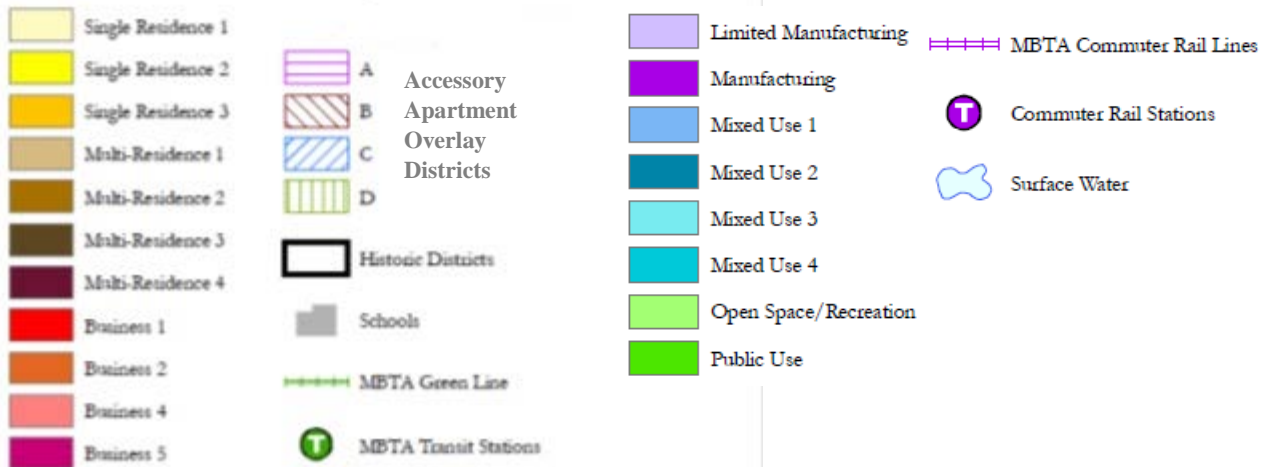 Single Residence 1
Single Residence 2
Single Residence 3
Multi-Residence 1
Multi-Residence 2
Multi-Residence 3
Multi-Residence 4
Business 1
Business 2
Business 4
Business 5
A
B
C
D
Accessory
Apartment
Overlay
Districts
Historic Districts
Schools
MBTA Green Line
T
MBTA Transit Stations
Limited Manufacturing
Manufacturing
Mixed Use 1
Mixed Use 2
Mixed Use 3
Mixed Use 4
Open Space/Recreation
Public Use
MBTA Commuter Rail Lines
T
Commuter Rail Stations
Surface Water